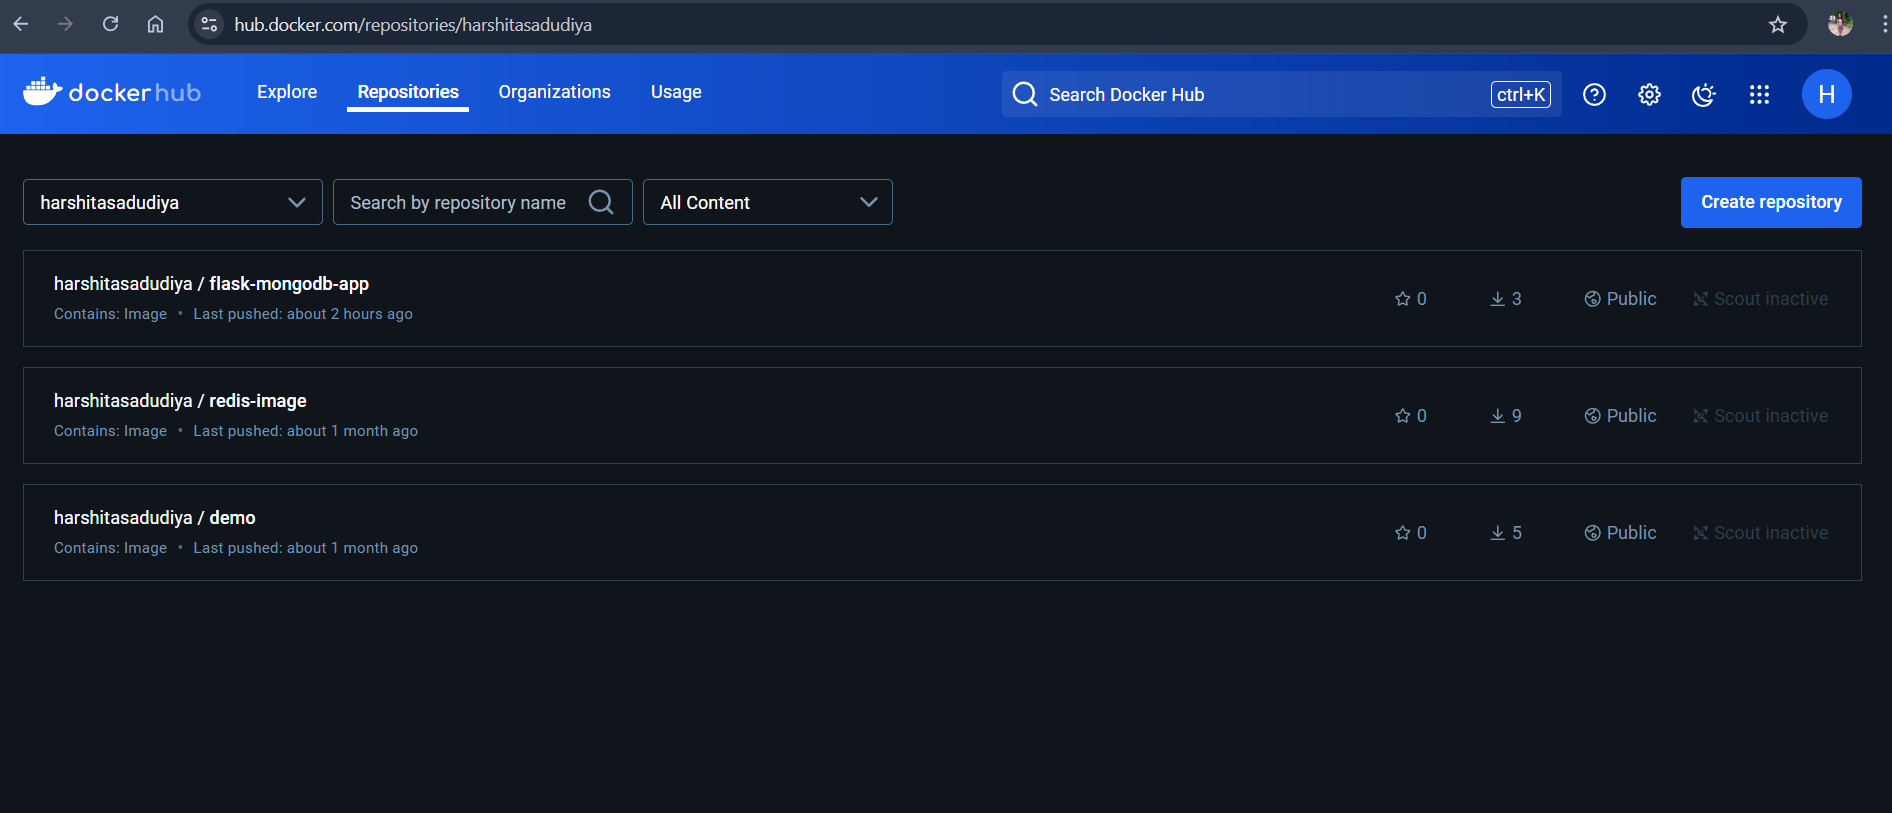 hub.docker.com/repositories/harshitasadudiya
dockerhub Explore Repositories Organizations Usage Search Docker Hub ctrl+K H
harshitasadudiya Search by repository name All Content Create repository
harshitasadudiya / flask-mongodb-app
Contains: Image • Last pushed: about 2 hours ago
0 3 Public Scout inactive
harshitasadudiya / redis-image
Contains: Image • Last pushed: about 1 month ago
0 9 Public Scout inactive
harshitasadudiya / demo
Contains: Image • Last pushed: about 1 month ago
0 5 Public Scout inactive